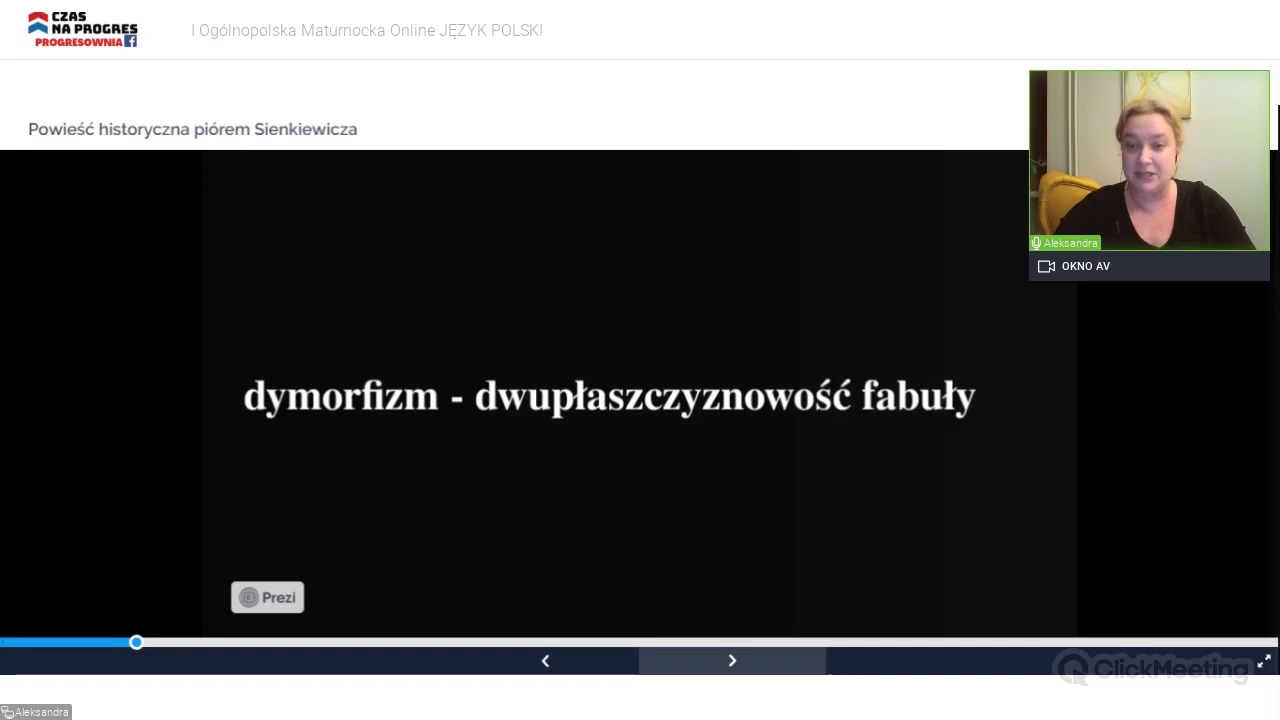 CZAS
NA PROGRES
PROGRESOWNIA
I Ogólnopolska Maturnocka Online JĘZYK POLSKI
Powieść historyczna piórem Sienkiewicza
Aleksandra
OKNO AV
dymorfizm - dwupłaszczyznowość fabuły
Prezi
ClickMeeting
Aleksandra